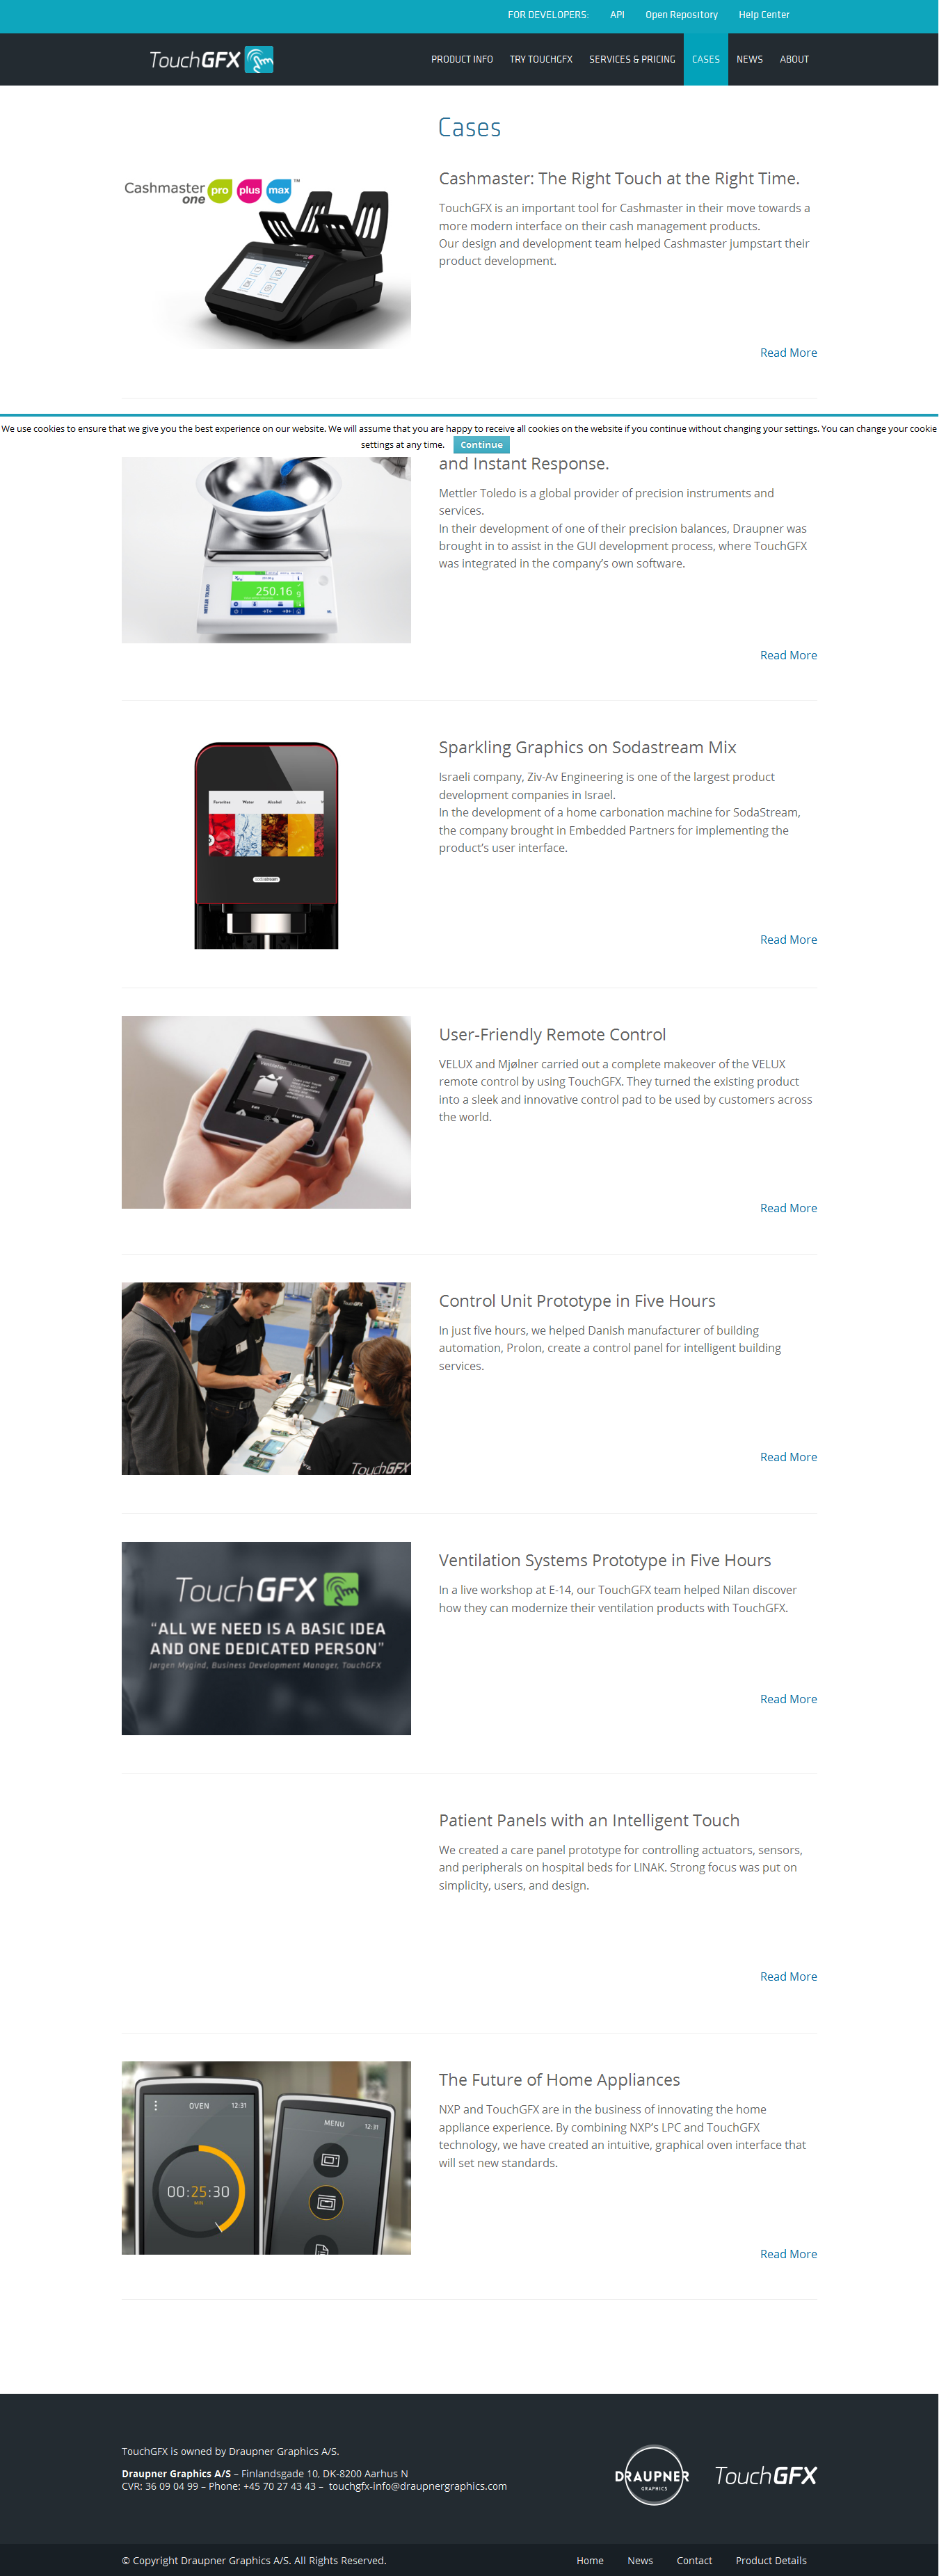 FOR DEVELOPERS: API Open Repository Help Center
TouchGFX
PRODUCT INFO TRY TOUCHGFX SERVICES & PRICING CASES NEWS ABOUT
Cases
Cashmaster one pro plus max ™
Cashmaster: The Right Touch at the Right Time.
TouchGFX is an important tool for Cashmaster in their move towards a
more modern interface on their cash management products.
Our design and development team helped Cashmaster jumpstart their
product development.
Read More
We use cookies to ensure that we give you the best experience on our website. We will assume that you are happy to receive all cookies on the website if you continue without changing your settings. You can change your cookie
settings at any time. Continue
and Instant Response.
METTLER TOLEDO
250.16
g
Mettler Toledo is a global provider of precision instruments and
services.
In their development of one of their precision balances, Draupner was
brought in to assist in the GUI development process, where TouchGFX
was integrated in the company's own software.
Read More
Favorites Water Alcohol Juice
sodastream
Sparkling Graphics on Sodastream Mix
Israeli company, Ziv-Av Engineering is one of the largest product
development companies in Israel.
In the development of a home carbonation machine for SodaStream,
the company brought in Embedded Partners for implementing the
product's user interface.
Read More
VELUX
User-Friendly Remote Control
VELUX and Mjølner carried out a complete makeover of the VELUX
remote control by using TouchGFX. They turned the existing product
into a sleek and innovative control pad to be used by customers across
the world.
Read More
TouchGFX
TouchGFX
Control Unit Prototype in Five Hours
In just five hours, we helped Danish manufacturer of building
automation, Prolon, create a control panel for intelligent building
services.
Read More
TouchGFX
“ALL WE NEED IS A BASIC IDEA
AND ONE DEDICATED PERSON”
Jørgen Mygind, Business Development Manager, TouchGFX
Ventilation Systems Prototype in Five Hours
In a live workshop at E-14, our TouchGFX team helped Nilan discover
how they can modernize their ventilation products with TouchGFX.
Read More
Patient Panels with an Intelligent Touch
We created a care panel prototype for controlling actuators, sensors,
and peripherals on hospital beds for LINAK. Strong focus was put on
simplicity, users, and design.
Read More
OVEN 12:31
00:25:30
MENU 12:31
The Future of Home Appliances
NXP and TouchGFX are in the business of innovating the home
appliance experience. By combining NXP's LPC and TouchGFX
technology, we have created an intuitive, graphical oven interface that
will set new standards.
Read More
TouchGFX is owned by Draupner Graphics A/S.
Draupner Graphics A/S – Finlandsgade 10, DK-8200 Aarhus N
CVR: 36 09 04 99 – Phone: +45 70 27 43 43 – touchgfx-info@draupnergraphics.com
DRAUPNER
GRAPHICS
TouchGFX
© Copyright Draupner Graphics A/S. All Rights Reserved.
Home News Contact Product Details